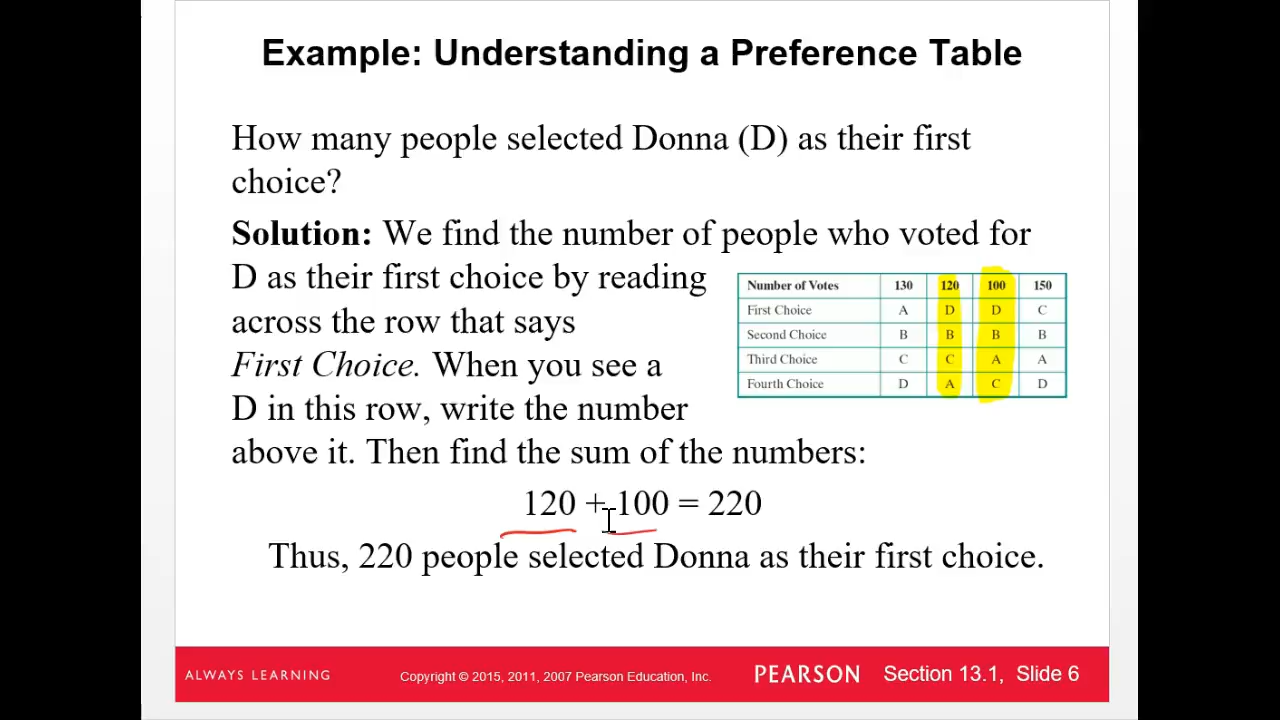 Example: Understanding a Preference Table
How many people selected Donna (D) as their first
choice?
Solution: We find the number of people who voted for
D as their first choice by reading
across the row that says
First Choice. When you see a
D in this row, write the number
above it. Then find the sum of the numbers:
Number of Votes 130 120 100 150
First Choice A D D C
Second Choice B B B B
Third Choice C C A A
Fourth Choice D A C D
120 + 100 = 220
Thus, 220 people selected Donna as their first choice.
ALWAYS LEARNING Copyright © 2015, 2011, 2007 Pearson Education, Inc. PEARSON Section 13.1, Slide 6